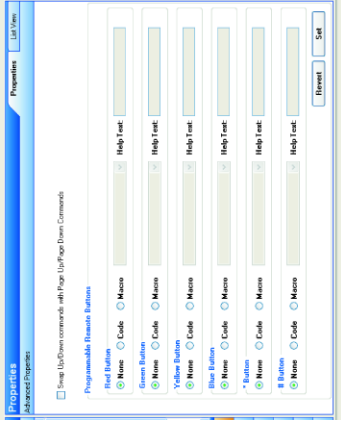 Properties
List View
Properties
Advanced Properties
Swap Up/Down commands with Page Up/Page Down Commands
Programmable Remote Buttons
Red Button
None Code Macro Help Text:
Green Button
None Code Macro Help Text:
Yellow Button
None Code Macro Help Text:
Blue Button
None Code Macro Help Text:
* Button
None Code Macro Help Text:
# Button
None Code Macro Help Text:
Revert Set